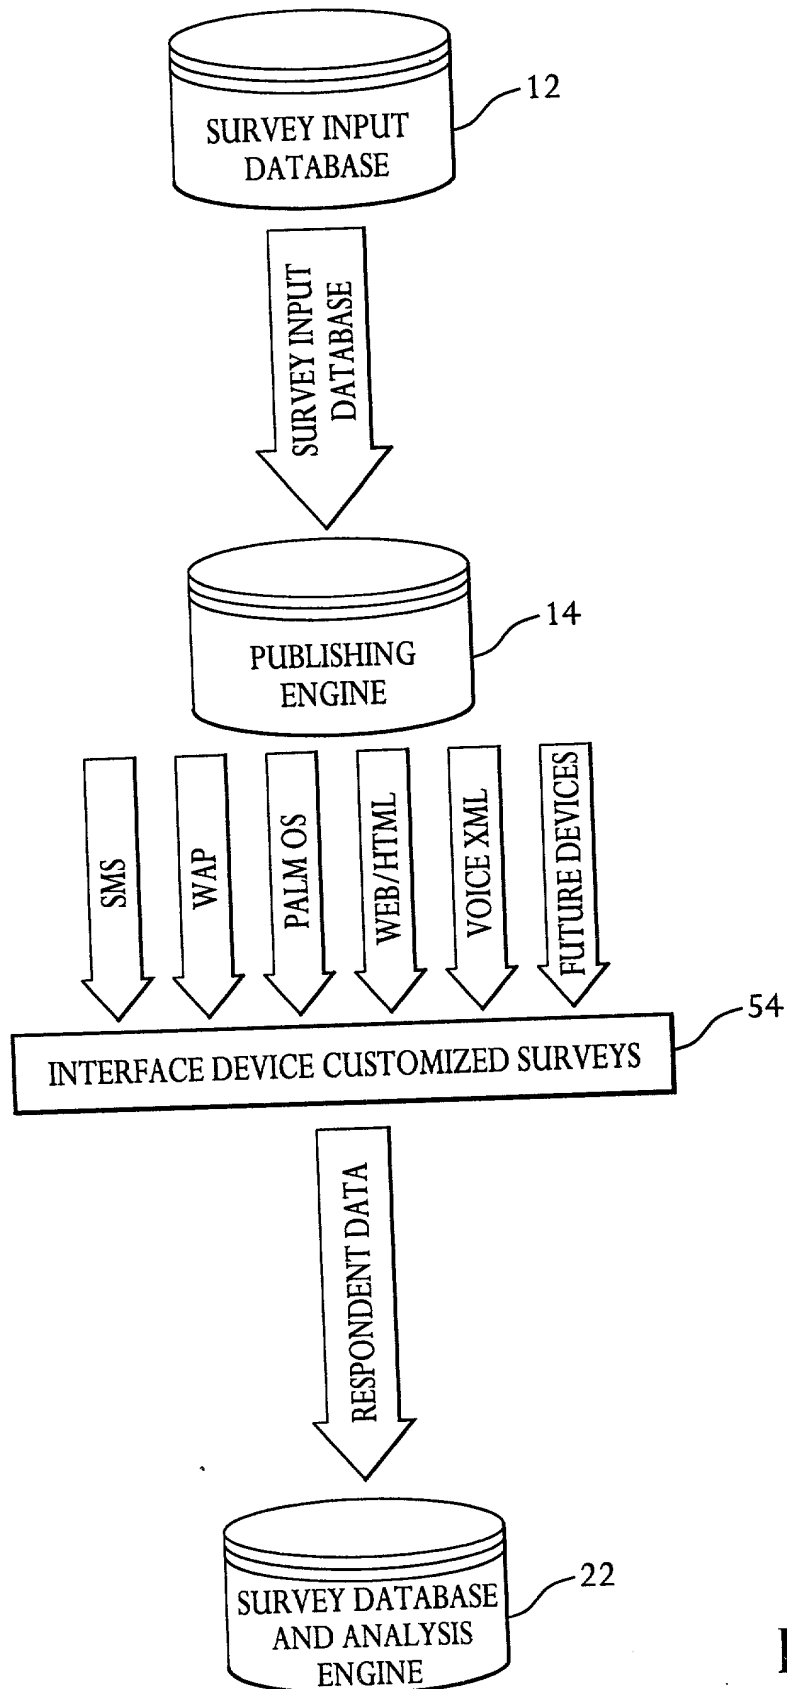 12
SURVEY INPUT
DATABASE
SURVEY INPUT
DATABASE
14
PUBLISHING
ENGINE
SMS
WAP
PALM OS
WEB/HTML
VOICE XML
FUTURE DEVICES
54
INTERFACE DEVICE CUSTOMIZED SURVEYS
RESPONDENT DATA
22
SURVEY DATABASE
AND ANALYSIS
ENGINE